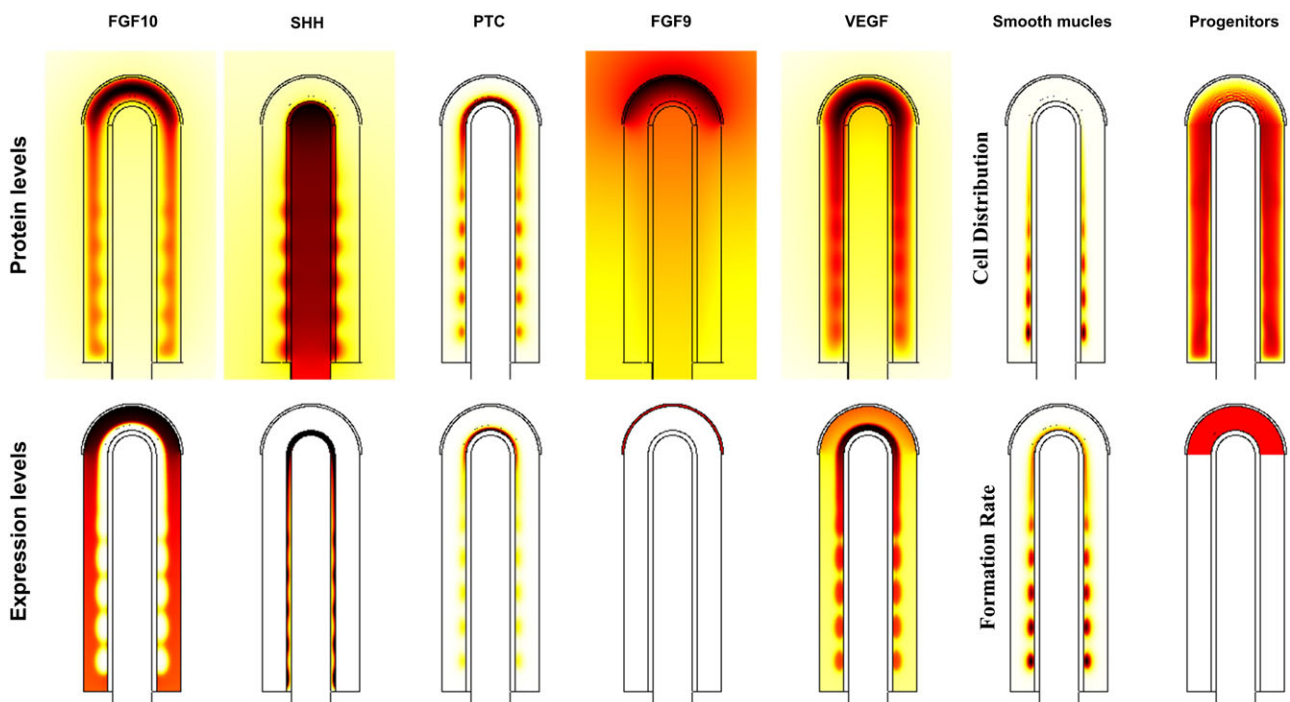 FGF10 SHH PTC FGF9 VEGF Smooth mucles Progenitors
Protein levels
Cell Distribution
Expression levels
Formation Rate